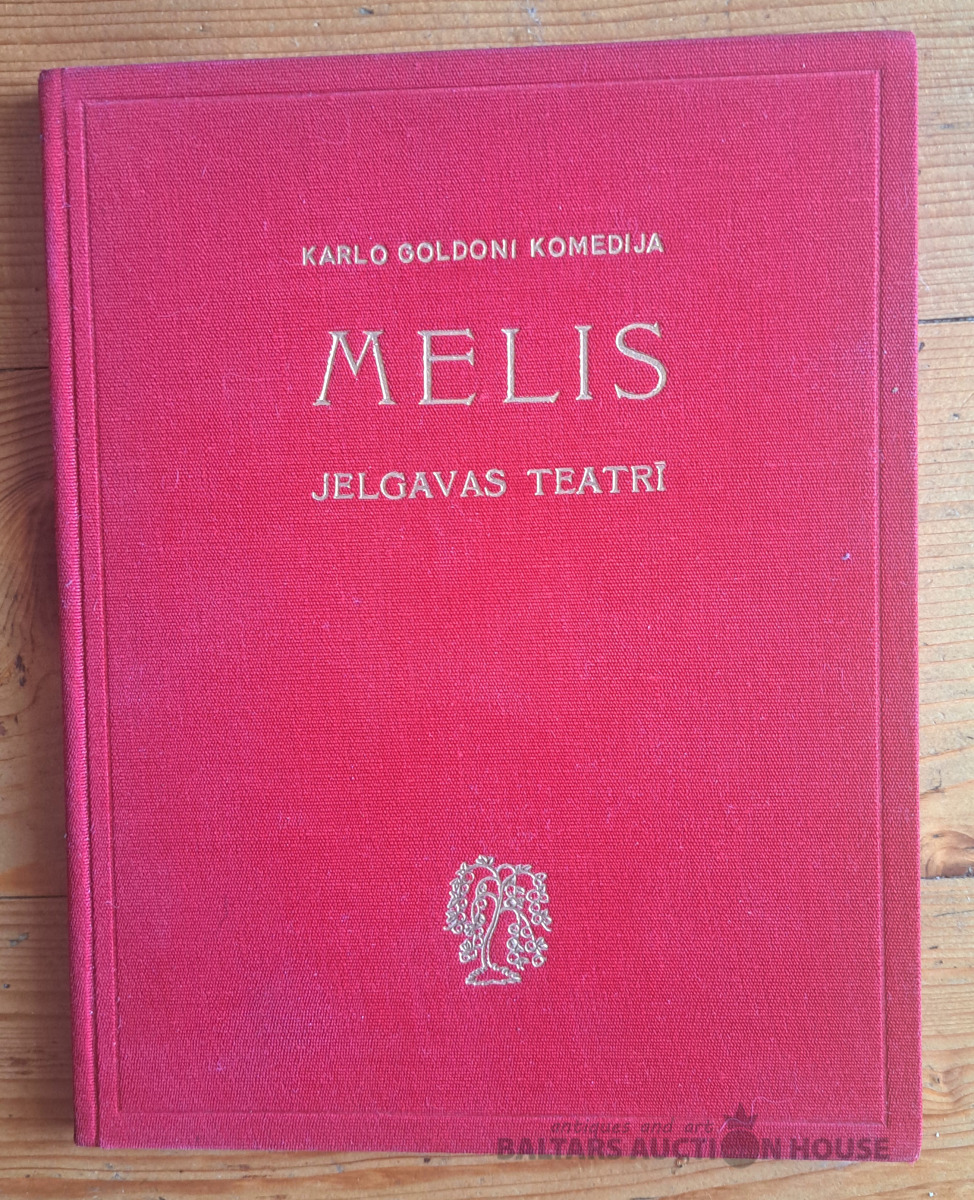 KARLO GOLDONI KOMEDIJA
MELIS
JELGAVAS TEATRĪ
antiques and art
BALTARS AUCTION HOUSE